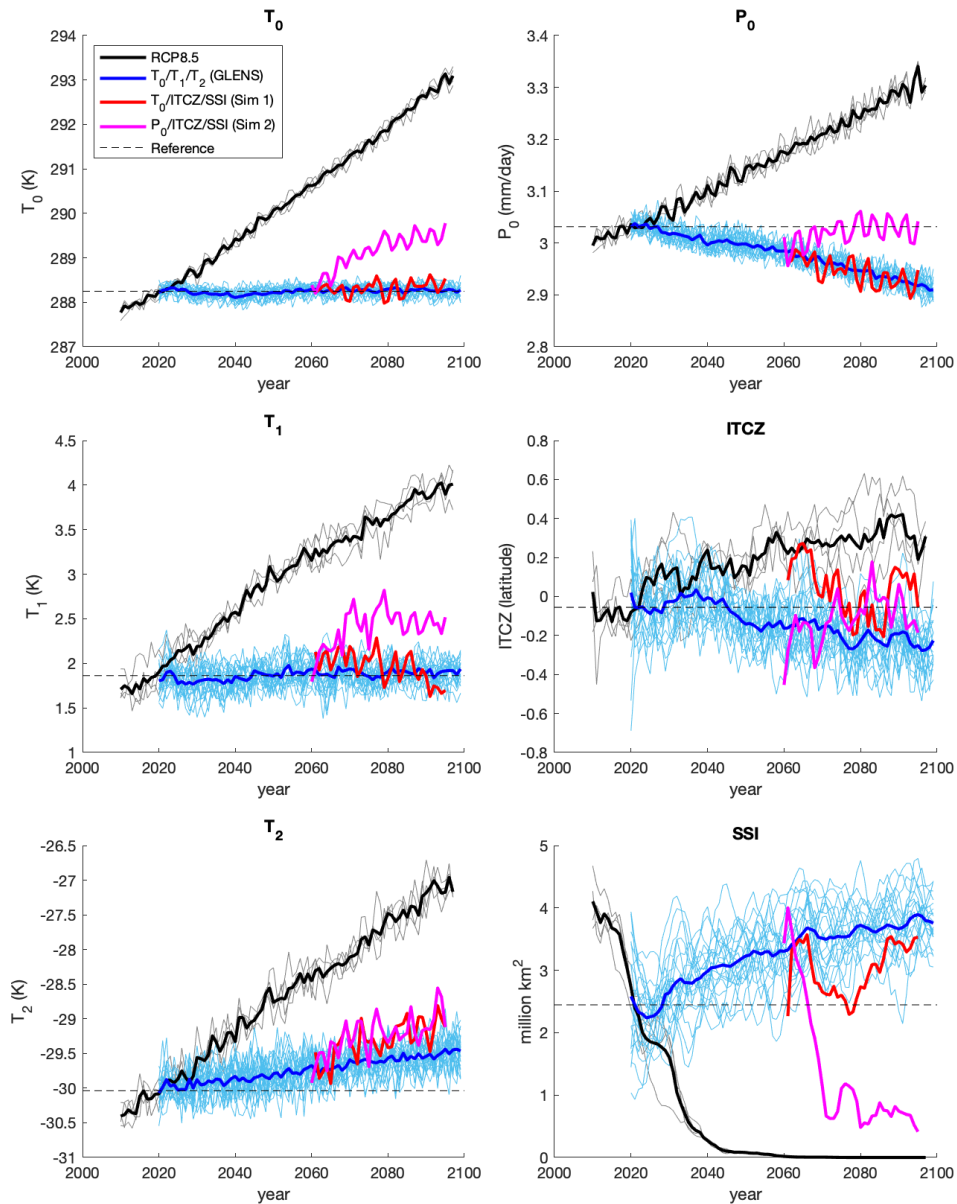 T0
294
293
292
291
290
289
288
287
T0 (K)
RCP8.5
T0/T1/T2 (GLENS)
T0/ITCZ/SSI (Sim 1)
P0/ITCZ/SSI (Sim 2)
Reference
2000 2020 2040 2060 2080 2100
year
P0
3.4
3.3
3.2
3.1
3
2.9
2.8
P0 (mm/day)
2000 2020 2040 2060 2080 2100
year
T1
4.5
4
3.5
3
2.5
2
1.5
1
T1 (K)
2000 2020 2040 2060 2080 2100
year
ITCZ
0.8
0.6
0.4
0.2
0
-0.2
-0.4
-0.6
-0.8
ITCZ (latitude)
2000 2020 2040 2060 2080 2100
year
T2
-26.5
-27
-27.5
-28
-28.5
-29
-29.5
-30
-30.5
-31
T2 (K)
2000 2020 2040 2060 2080 2100
year
SSI
5
4
3
2
1
0
million km2
2000 2020 2040 2060 2080 2100
year